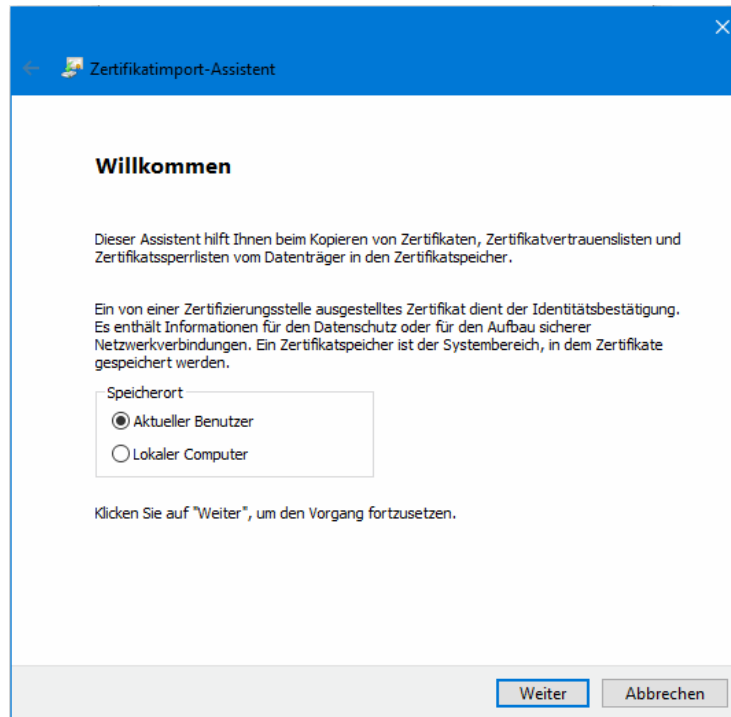 Zertifikatimport-Assistent
Willkommen
Dieser Assistent hilft Ihnen beim Kopieren von Zertifikaten, Zertifikatvertrauenslisten und
Zertifikatssperrlisten vom Datenträger in den Zertifikatspeicher.
Ein von einer Zertifizierungsstelle ausgestelltes Zertifikat dient der Identitätsbestätigung.
Es enthält Informationen für den Datenschutz oder für den Aufbau sicherer
Netzwerkverbindungen. Ein Zertifikatspeicher ist der Systembereich, in dem Zertifikate
gespeichert werden.
Speicherort
Aktueller Benutzer
Lokaler Computer
Klicken Sie auf "Weiter", um den Vorgang fortzusetzen.
Weiter Abbrechen